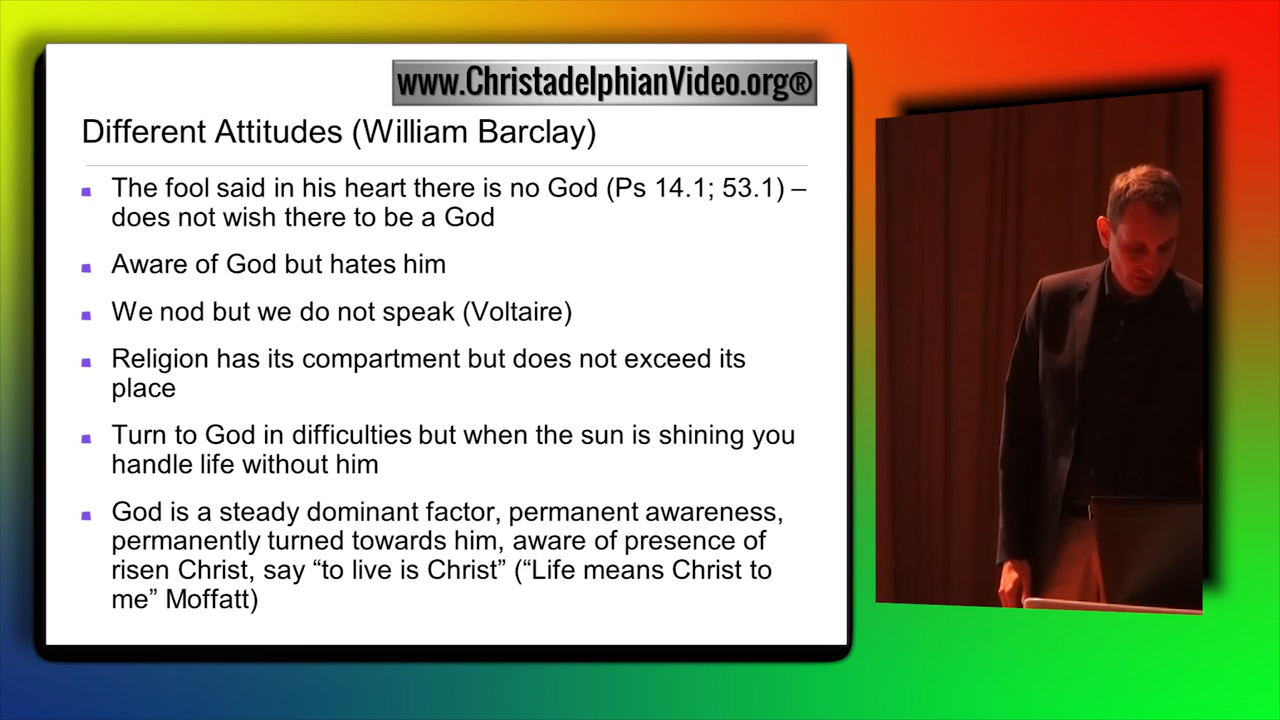 www.ChristadelphianVideo.org®
Different Attitudes (William Barclay)
The fool said in his heart there is no God (Ps 14.1; 53.1) –
does not wish there to be a God
Aware of God but hates him
We nod but we do not speak (Voltaire)
Religion has its compartment but does not exceed its
place
Turn to God in difficulties but when the sun is shining you
handle life without him
God is a steady dominant factor, permanent awareness,
permanently turned towards him, aware of presence of
risen Christ, say “to live is Christ” (“Life means Christ to
me” Moffatt)